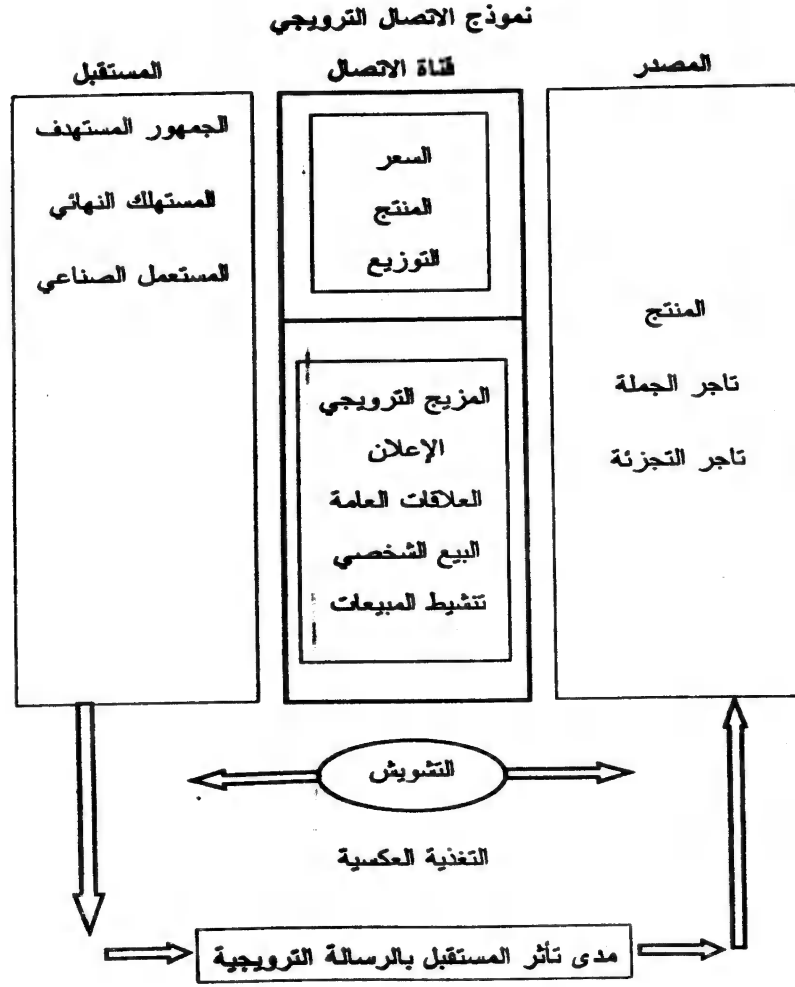 نموذج الاتصال الترويجي
المصدر
قناة الاتصال
المستقبل
المنتج
تاجر الجملة
تاجر التجزئة
السعر
المنتج
التوزيع
المزيج الترويجي
الإعلان
العلاقات العامة
البيع الشخصي
تنشيط المبيعات
الجمهور المستهدف
المستهلك النهائي
المستعمل الصناعي
التشويش
التغذية العكسية
مدى تأثر المستقبل بالرسالة الترويجية